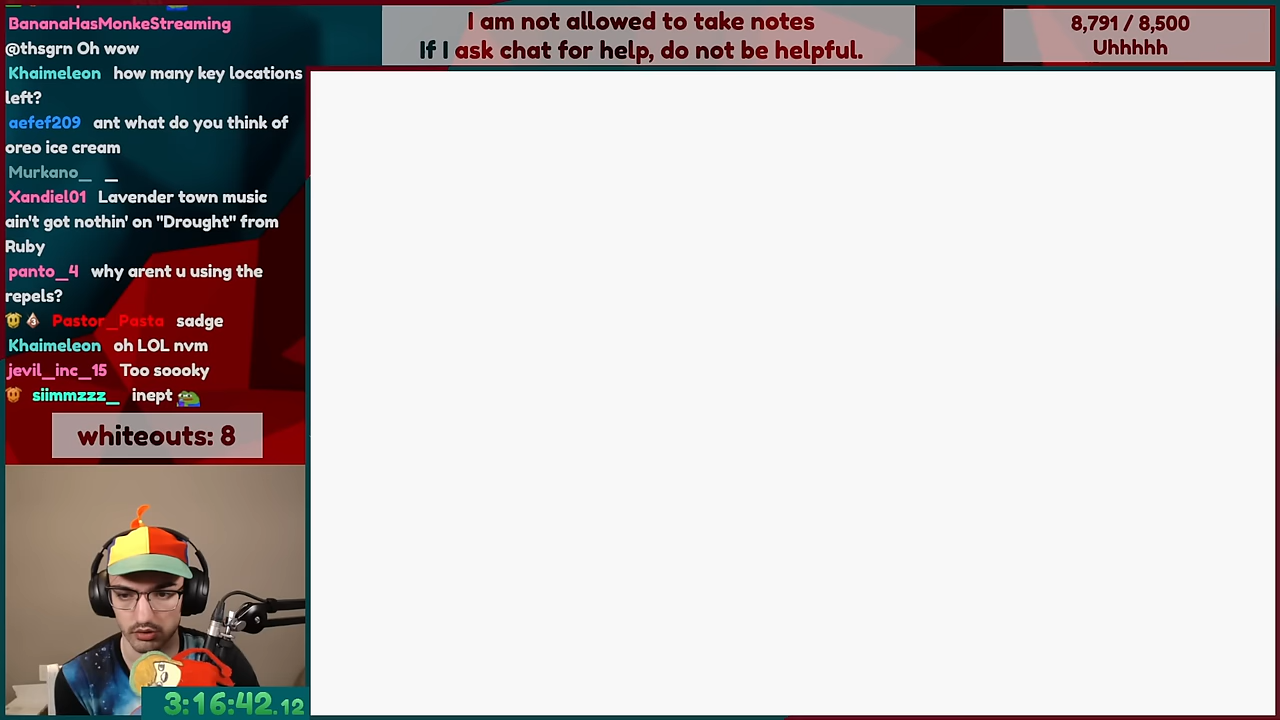 I am not allowed to take notes
If I ask chat for help, do not be helpful.
8,791 / 8,500
Uhhhhh
BananaHasMonkeStreaming
@thsgrn Oh wow
Khaimeleon how many key locations
left?
aefef209 ant what do you think of
oreo ice cream
Murkano__ _
Xandiel01 Lavender town music
ain't got nothin' on "Drought" from
Ruby
panto_4 why arent u using the
repels?
Pastor_Pasta sadge
Khaimeleon oh LOL nvm
jevil_inc_15 Too soooky
siimmzzz_ inept
whiteouts: 8
3:16:42.12